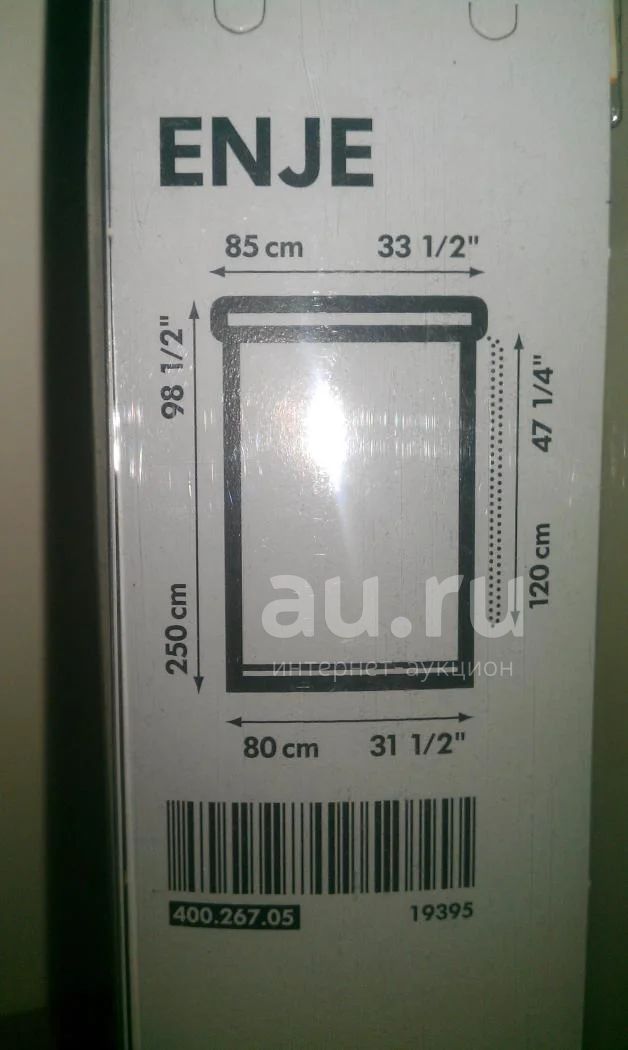 ENJE
85 cm 33 1/2"
98 1/2"
250 cm
47 1/4"
120 cm
au.ru
интернет-аукцион
80 cm 31 1/2"
400.267.05 19395